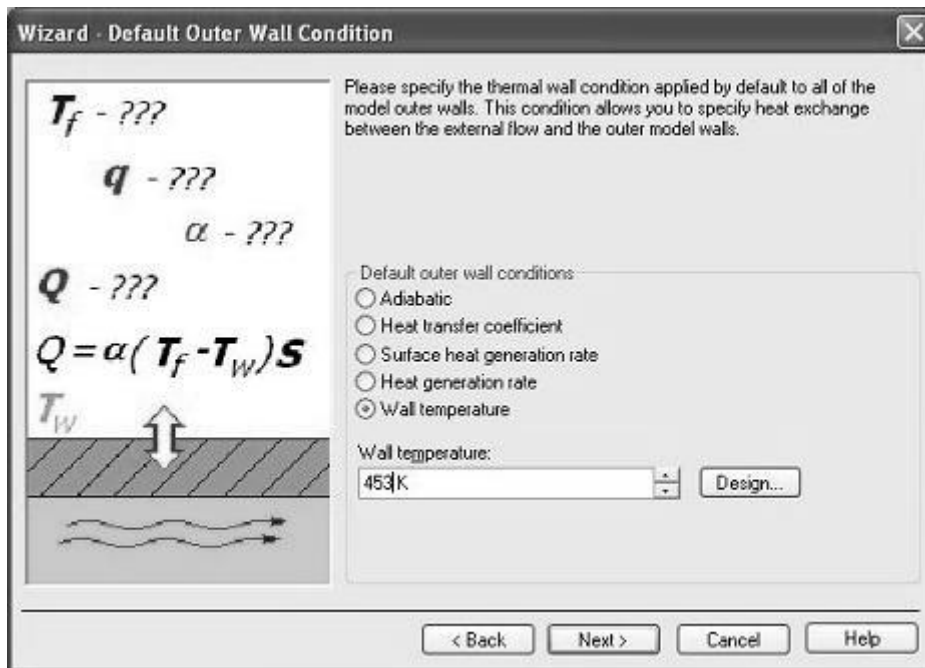 Wizard - Default Outer Wall Condition
Please specify the thermal wall condition applied by default to all of the
model outer walls. This condition allows you to specify heat exchange
between the external flow and the outer model walls.
T_f - ???
q - ???
α - ???
Q - ???
Q = α( T_f - T_w)S
T_w
Default outer wall conditions
Adiabatic
Heat transfer coefficient
Surface heat generation rate
Heat generation rate
Wall temperature
Wall temperature:
453 K
Design...
< Back
Next >
Cancel
Help